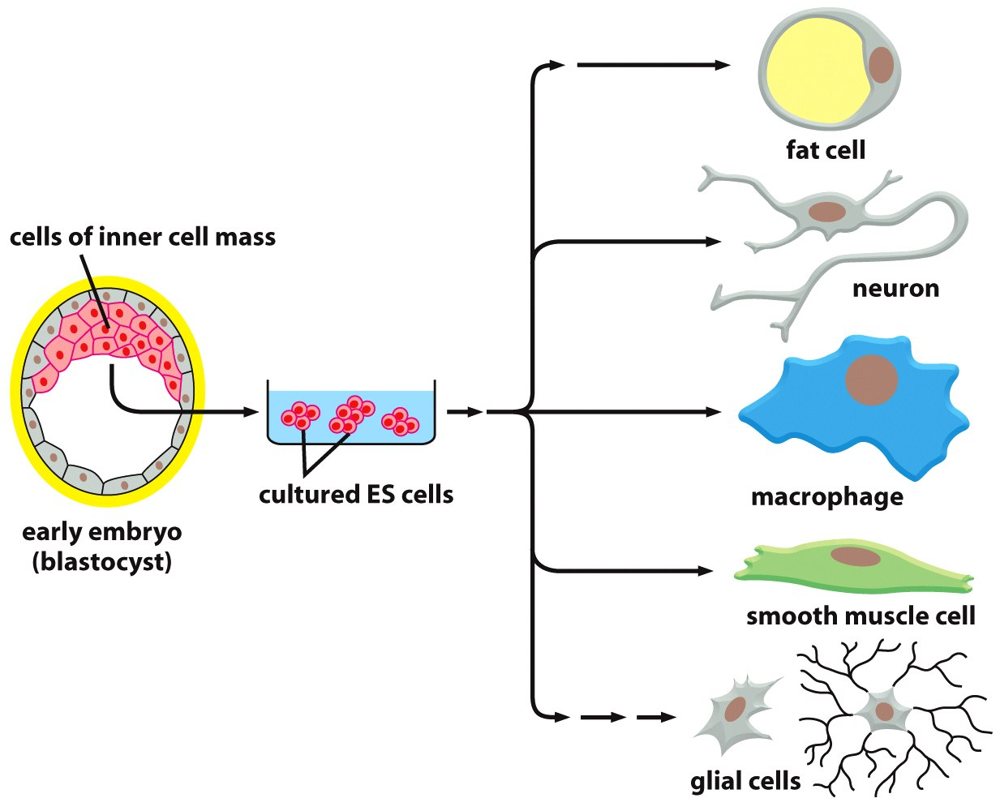 cells of inner cell mass
early embryo
(blastocyst)
cultured ES cells
fat cell
neuron
macrophage
smooth muscle cell
glial cells